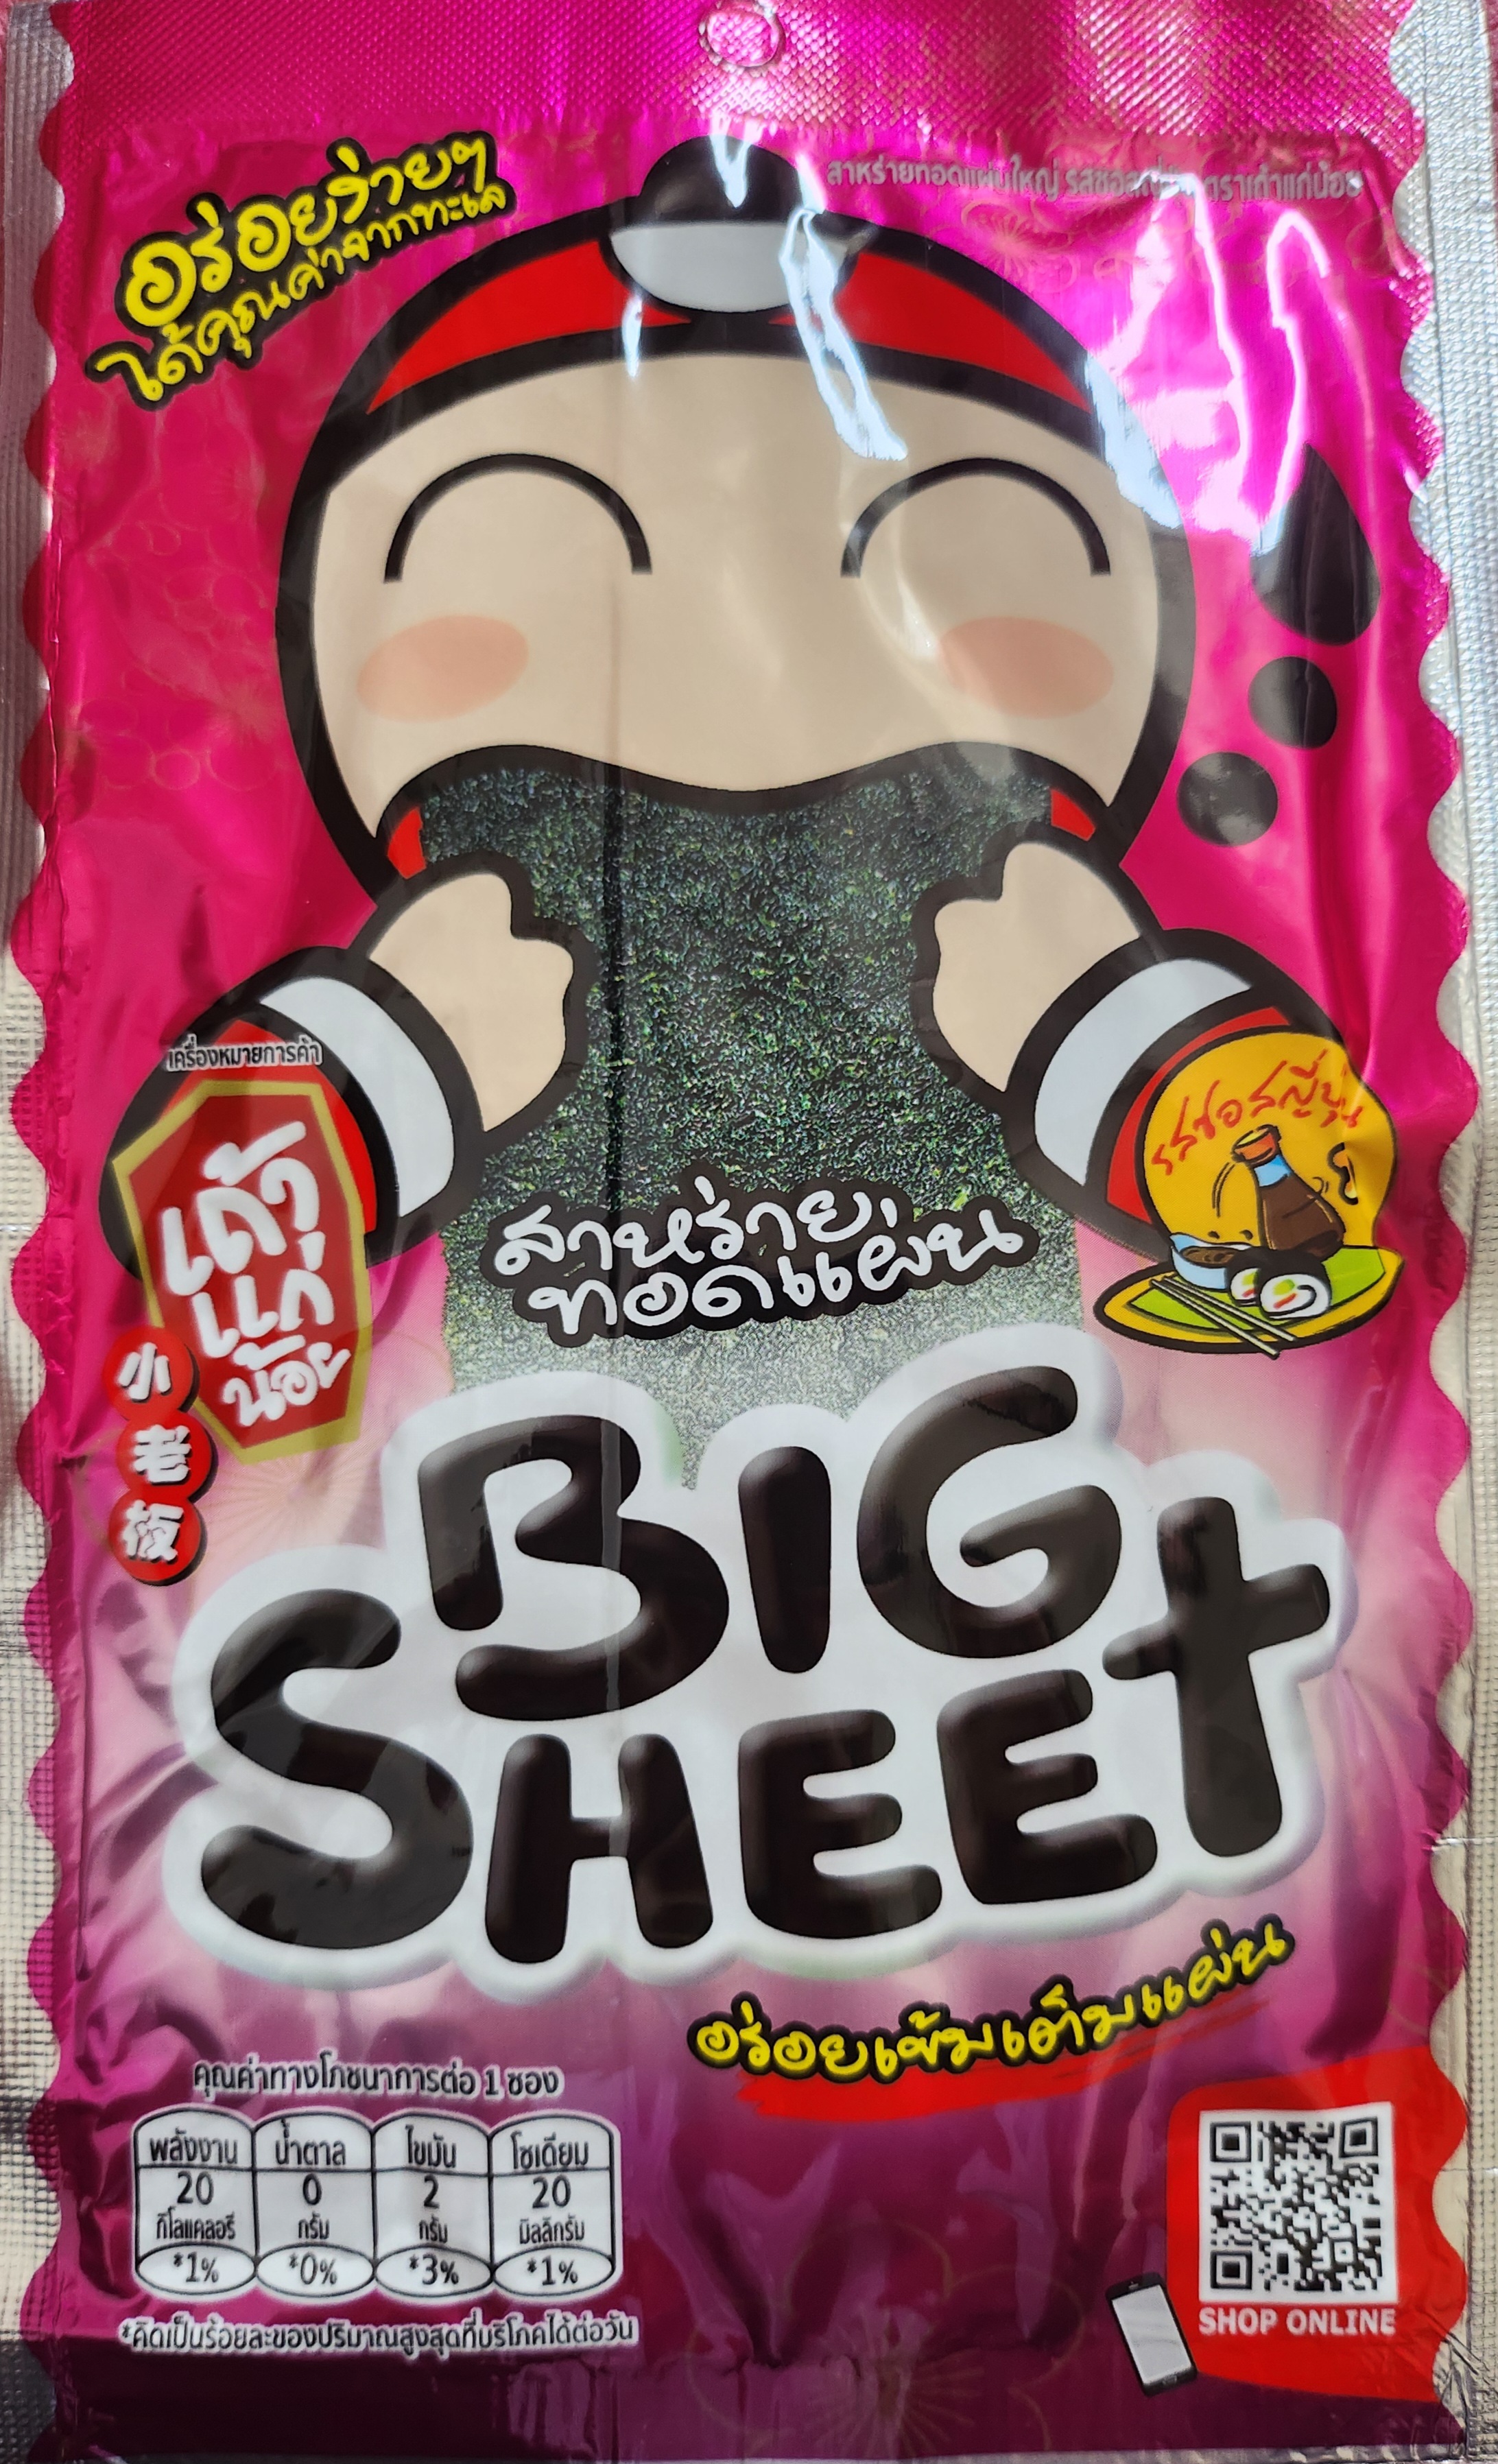 สาหร่ายทอดแผ่นใหญ่ รสซอสญี่ปุ่น ตราเถ้าแก่น้อย
อร่อยง่ายๆ
ได้คุณค่าจากทะเล
เครื่องหมายการค้า
เถ้า
แก่
น้อย
小
老
板
รสซอสญี่ปุ่น
สาหร่าย
ทอดแผ่น
BIG
SHEET
อร่อยเข้มเต็มแผ่น
คุณค่าทางโภชนาการต่อ 1 ซอง
พลังงาน น้ำตาล ไขมัน โซเดียม
20 0 2 20
กิโลแคลอรี กรัม กรัม มิลลิกรัม
*1% *0% *3% *1%
*คิดเป็นร้อยละของปริมาณสูงสุดที่บริโภคได้ต่อวัน
SHOP ONLINE